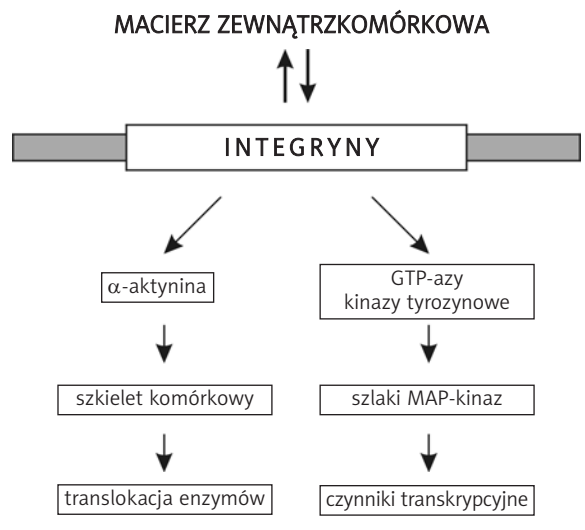 MACIERZ ZEWNĄTRZKOMÓRKOWA
INTEGRYNY
α-aktynina
GTP-azy
kinazy tyrozynowe
szkielet komórkowy
szlaki MAP-kinaz
translokacja enzymów
czynniki transkrypcyjne